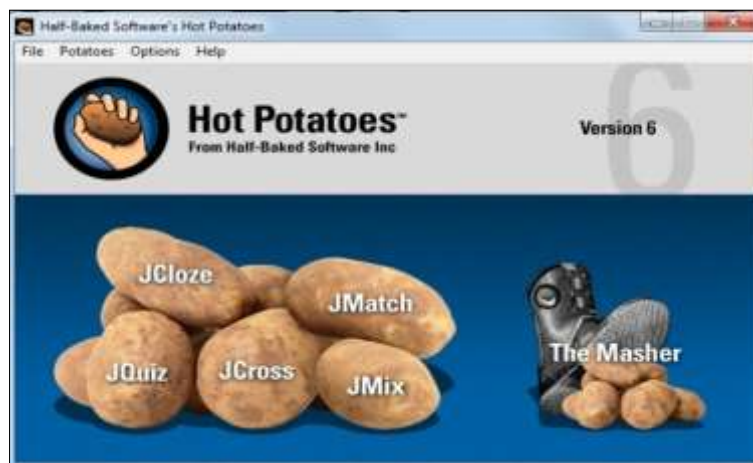 Half-Baked Software's Hot Potatoes
File Potatoes Options Help
Hot Potatoes™
From Half-Baked Software Inc
6
Version 6
JCloze
JMatch
The Masher
JQuiz
JCross
JMix